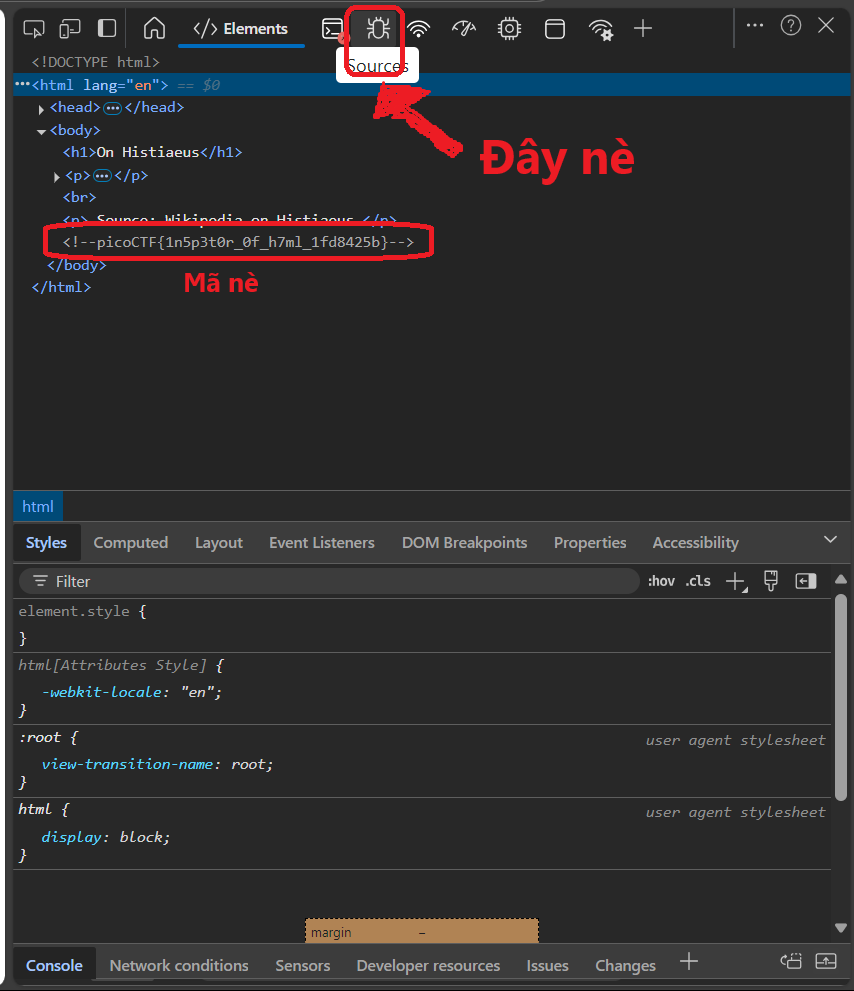 </> Elements
<!DOCTYPE html>
Sources
•••<html lang="en"> == $0
<head>•••</head>
<body>
Đây nè
<h1>On Histiaeus</h1>
<p>•••</p>
<br>
<p> Source: Wikipedia on Histiaeus </p>
<!--picoCTF{1n5p3t0r_0f_h7ml_1fd8425b}-->
</body>
Mã nè
</html>
html
Styles Computed Layout Event Listeners DOM Breakpoints Properties Accessibility
Filter :hov .cls
element.style {
}
html[Attributes Style] {
-webkit-locale: "en";
}
:root { user agent stylesheet
view-transition-name: root;
}
html { user agent stylesheet
display: block;
}
margin –
Console Network conditions Sensors Developer resources Issues Changes